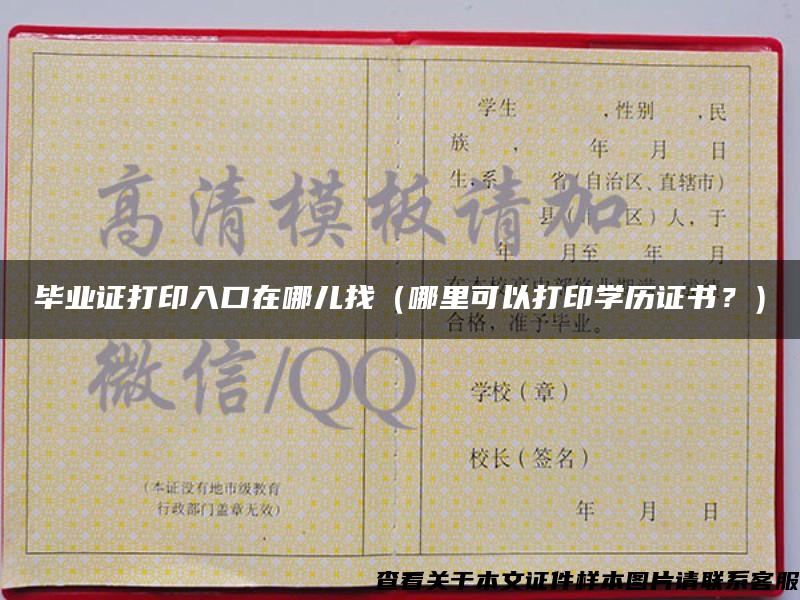 学生 ,性别 ,民
族 , 年 月 日
生,系 省(自治区、直辖市)
县( 区)人,于
年 月至 年 月
高清模板请加
毕业证打印入口在哪儿找（哪里可以打印学历证书？）
合格，准予毕业。
微信/QQ
学校(章)
校长(签名)
(本证没有地市级教育
行政部门盖章无效)
年 月 日
查看关于本文证件样本图片请联系客服